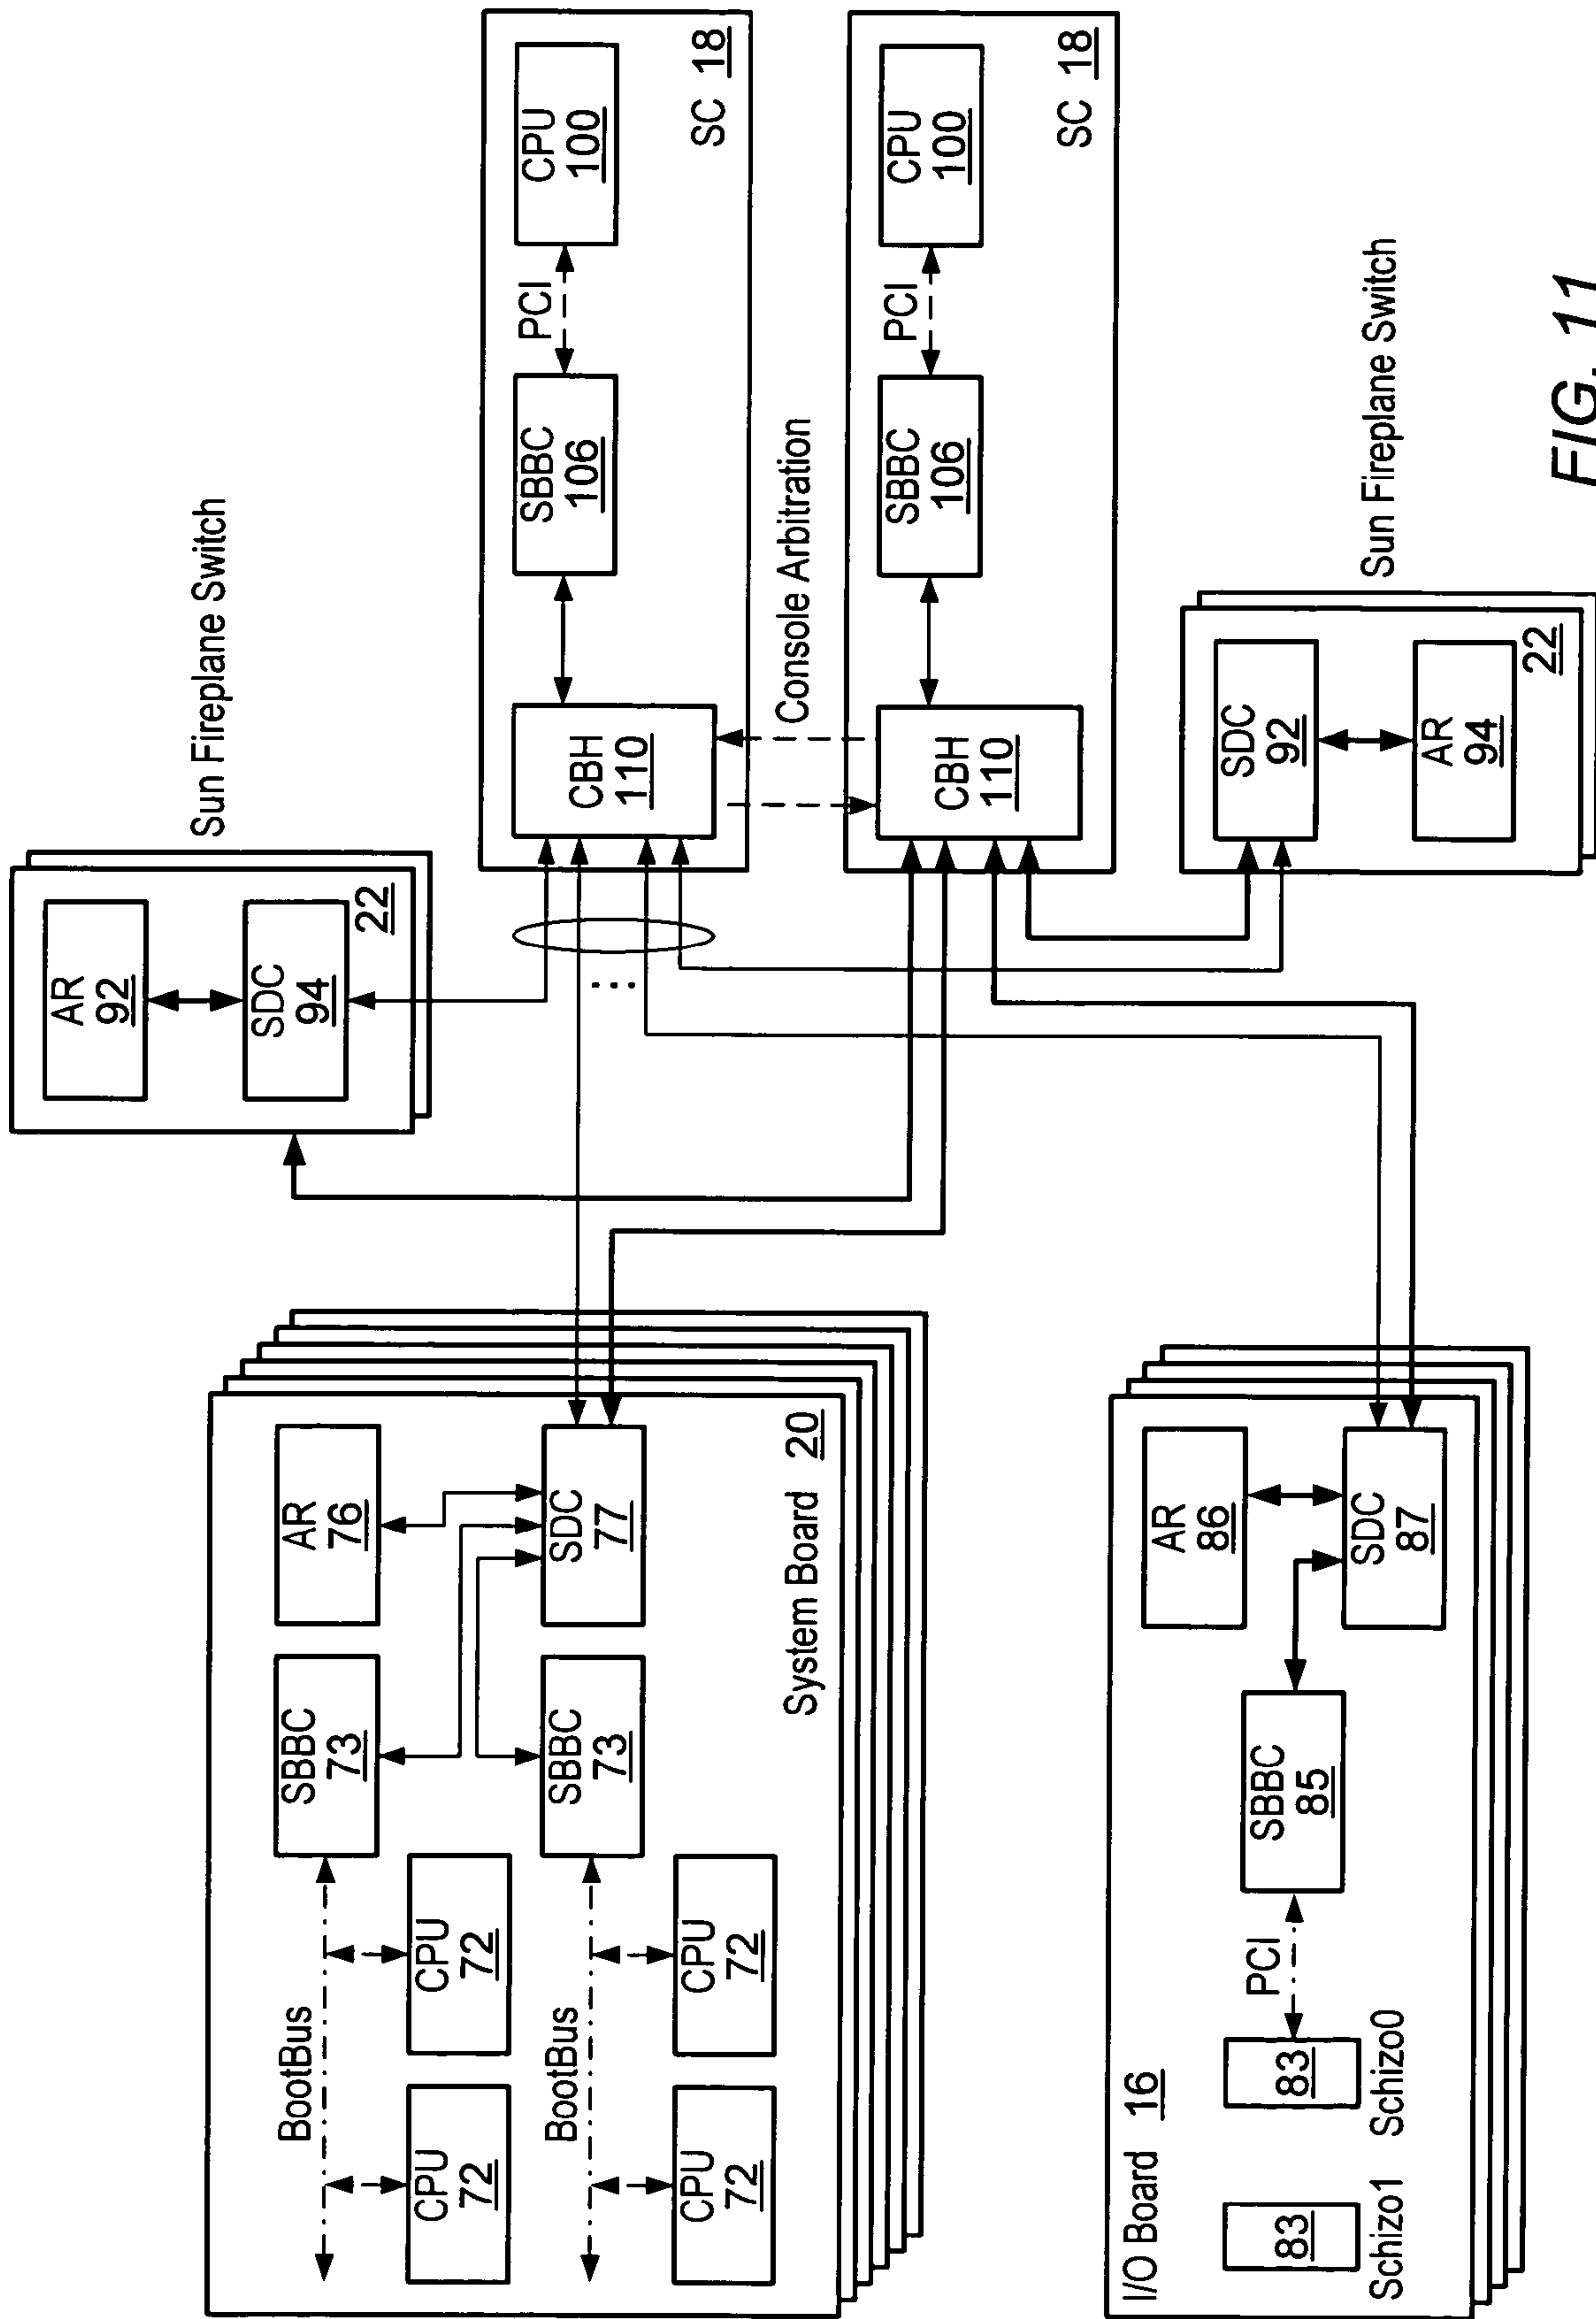 Sun Fireplane Switch
AR
92
SDC
94
22
CPU
100
PCI
SBBC
106
CBH
110
SC 18
Console Arbitration
CPU
100
PCI
SBBC
106
CBH
110
SC 18
Sun Fireplane Switch
SDC
92
AR
94
22
...
BootBus
CPU
72
CPU
72
SBBC
73
AR
76
BootBus
CPU
72
CPU
72
SBBC
73
SDC
77
System Board 20
I/O Board 16
83
Schizo1
83
Schizo0
PCI
SBBC
85
AR
86
SDC
87
FIG. 11